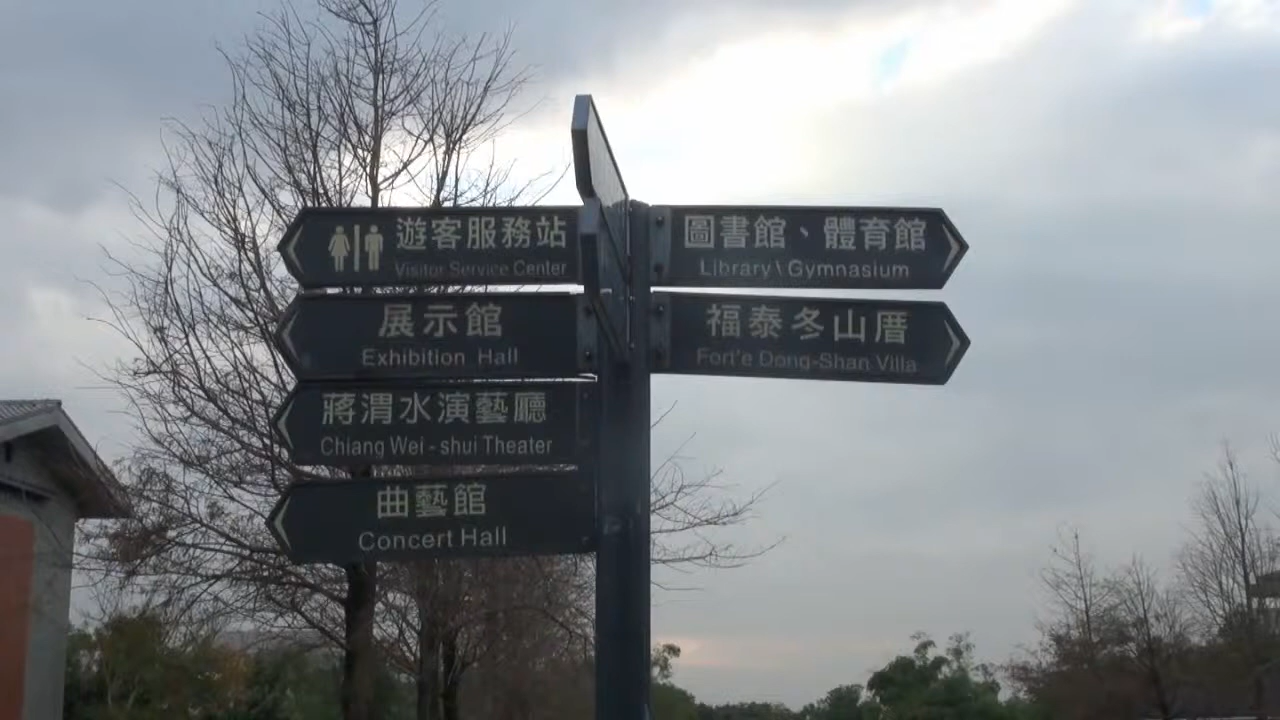 遊客服務站
Visitor Service Center
展示館
Exhibition Hall
蔣渭水演藝廳
Chiang Wei-shui Theater
曲藝館
Concert Hall
圖書館、體育館
Library \ Gymnasium
福泰冬山厝
Fort'e Dong-Shan Villa